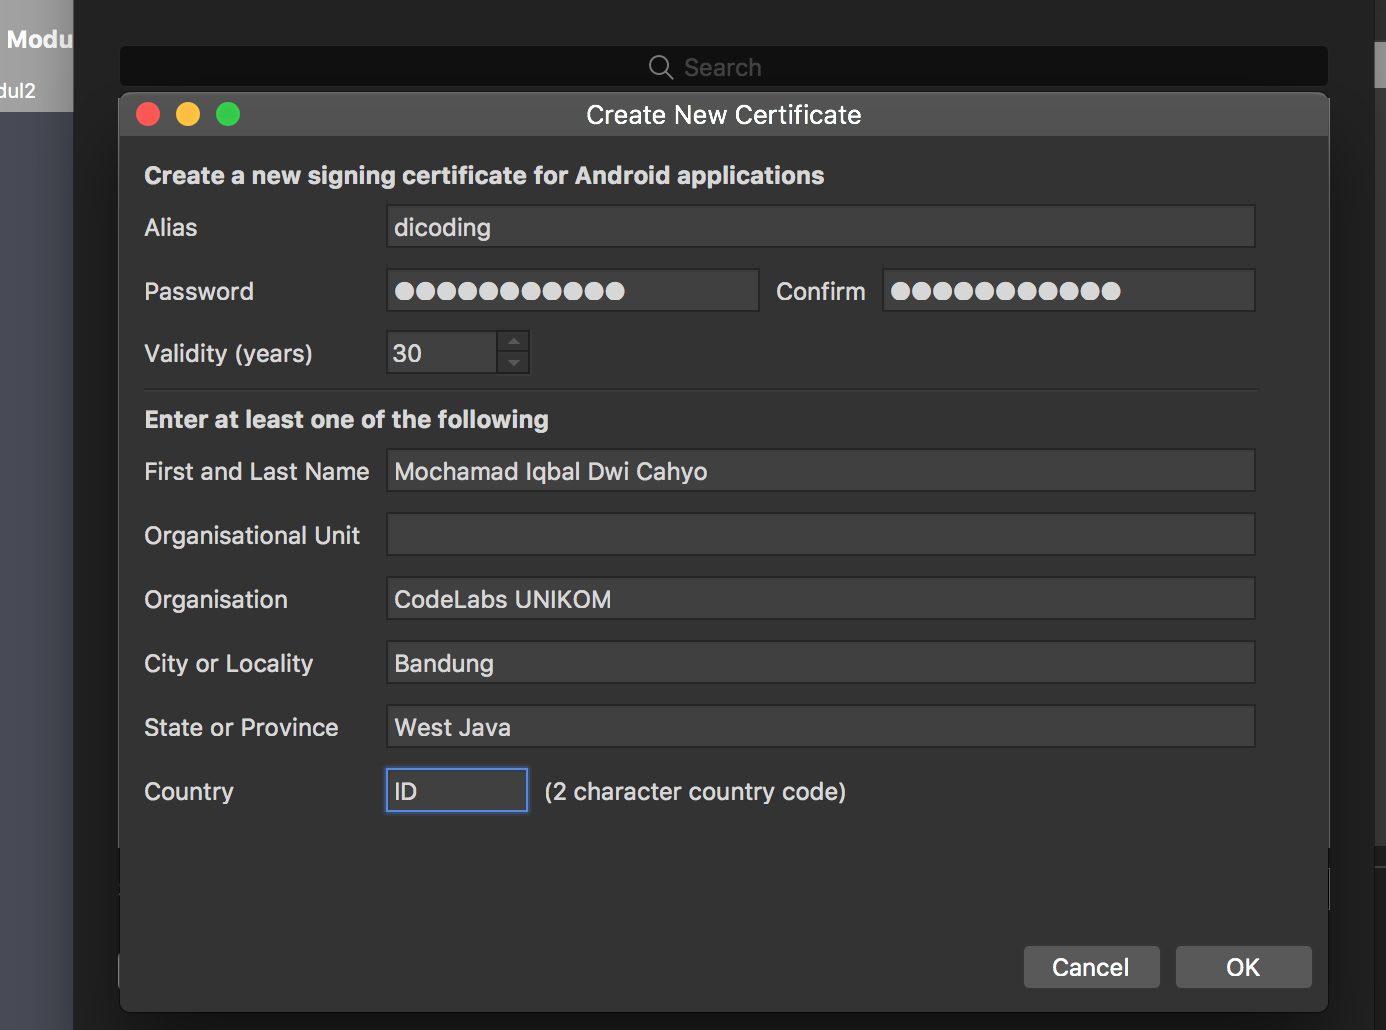 Modu
dul2
Search
Create New Certificate
Create a new signing certificate for Android applications
Alias dicoding
Password ●●●●●●●●●●● Confirm ●●●●●●●●●●●
Validity (years) 30
Enter at least one of the following
First and Last Name Mochamad Iqbal Dwi Cahyo
Organisational Unit
Organisation CodeLabs UNIKOM
City or Locality Bandung
State or Province West Java
Country ID (2 character country code)
Cancel OK